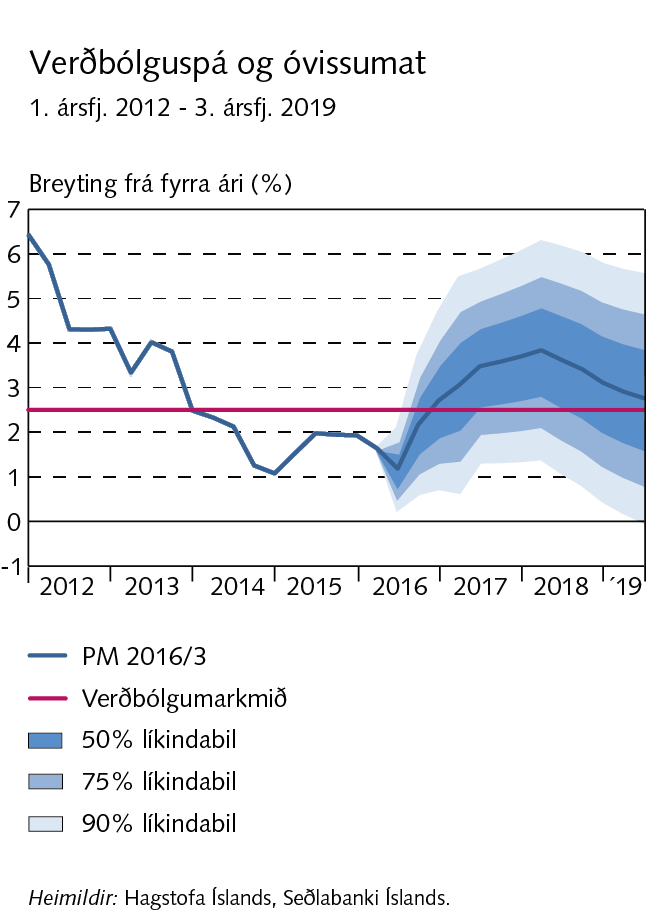 Verðbólguspá og óvissumat
1. ársfj. 2012 - 3. ársfj. 2019
Breyting frá fyrra ári (%)
7
6
5
4
3
2
1
0
-1
2012 2013 2014 2015 2016 2017 2018 ´19
PM 2016/3
Verðbólgumarkmið
50% líkindabil
75% líkindabil
90% líkindabil
Heimildir: Hagstofa Íslands, Seðlabanki Íslands.